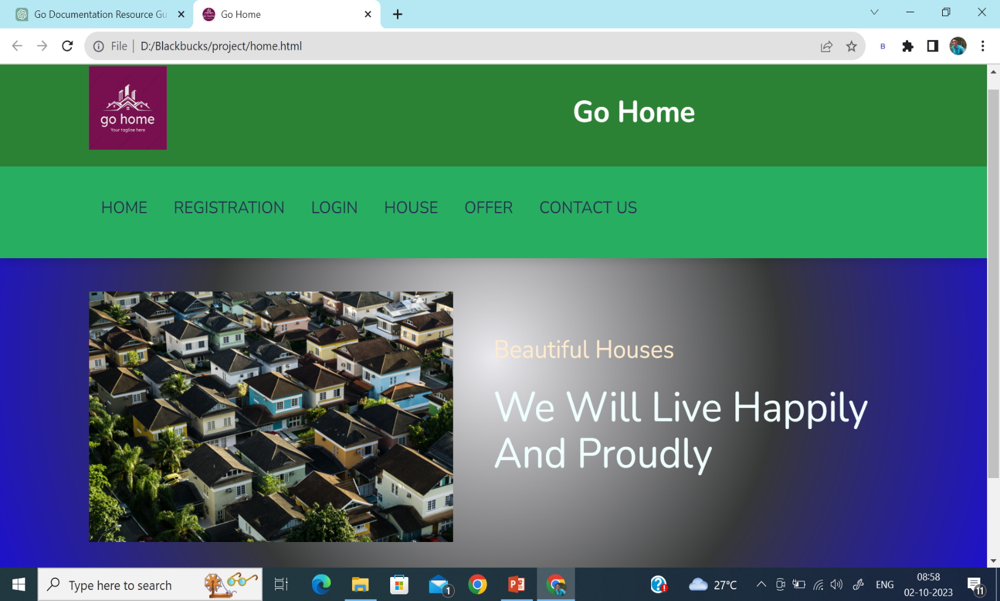 Go Documentation Resource Gu
Go Home
File
D:/Blackbucks/project/home.html
B
go home
Your tagline here
Go Home
HOME REGISTRATION LOGIN HOUSE OFFER CONTACT US
Beautiful Houses
We Will Live Happily
And Proudly
Type here to search
1
P
27°C
ENG
08:58
02-10-2023
11